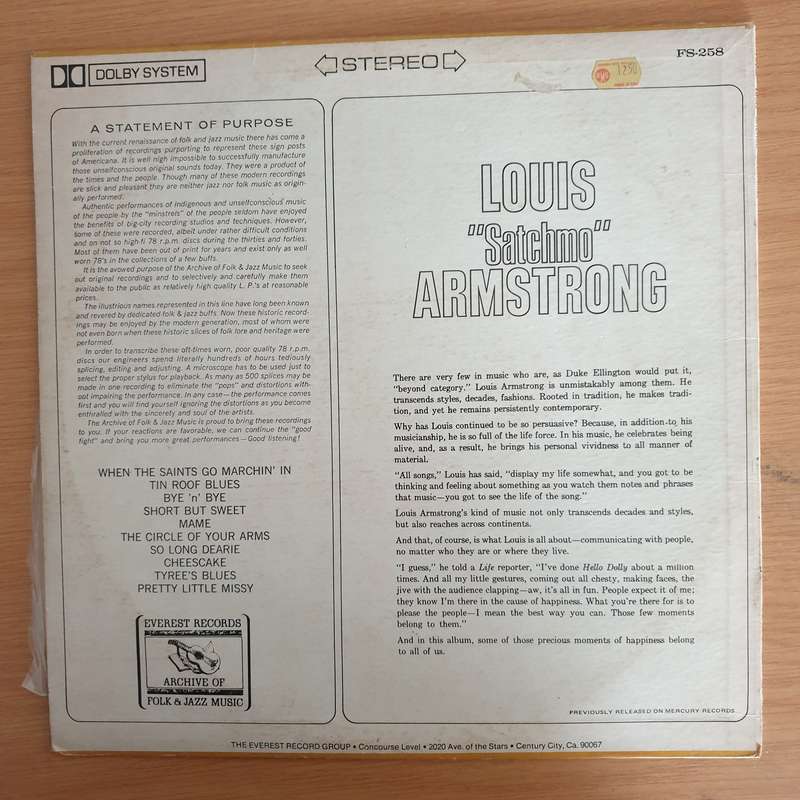 DOLBY SYSTEM
STEREO
FS-258
12.50
A STATEMENT OF PURPOSE
With the current renaissance of folk and jazz music there has come a
proliferation of recordings purporting to represent these sign posts
of Americana. It is well nigh impossible to successfully manufacture
those unselfconscious original sounds today. They were a product of
the times and the people. Though many of these modern recordings
are slick and pleasant they are neither jazz nor folk music as origin-
ally performed.
Authentic performances of indigenous and unselfconscious music
of the people by the "minstrels" of the people seldom have enjoyed
the benefits of big-city recording studios and techniques. However,
some of these were recorded, albeit under rather difficult conditions
and on not so high-fi 78 r.p.m. discs during the thirties and forties.
Most of them have been out of print for years and exist only as well
worn 78's in the collections of a few buffs.
It is the avowed purpose of the Archive of Folk & Jazz Music to seek
out original recordings and to selectively and carefully make them
available to the public as relatively high quality L. P.'s at reasonable
prices.
The illustrious names represented in this line have long been known
and revered by dedicated folk & jazz buffs. Now these historic record-
ings may be enjoyed by the modern generation, most of whom were
not even born when these historic slices of folk lore and heritage were
performed.
In order to transcribe these oft-times worn, poor quality 78 r.p.m.
discs our engineers spend literally hundreds of hours tediously
splicing, editing and adjusting. A microscope has to be used just to
select the proper stylus for playback. As many as 500 splices may be
made in one recording to eliminate the "pops" and distortions with-
out impairing the performance. In any case—the performance comes
first and you will find yourself ignoring the distortions as you become
enthralled with the sincerety and soul of the artists.
The Archive of Folk & Jazz Music is proud to bring these recordings
to you. If your reactions are favorable, we can continue the "good
fight" and bring you more great performances—Good listening!
WHEN THE SAINTS GO MARCHIN' IN
TIN ROOF BLUES
BYE 'n' BYE
SHORT BUT SWEET
MAME
THE CIRCLE OF YOUR ARMS
SO LONG DEARIE
CHEESCAKE
TYREE'S BLUES
PRETTY LITTLE MISSY
EVEREST RECORDS
ARCHIVE OF
FOLK & JAZZ MUSIC
LOUIS
"Satchmo"
ARMSTRONG
There are very few in music who are, as Duke Ellington would put it,
"beyond category." Louis Armstrong is unmistakably among them. He
transcends styles, decades, fashions. Rooted in tradition, he makes tradi-
tion, and yet he remains persistently contemporary.
Why has Louis continued to be so persuasive? Because, in addition to his
musicianship, he is so full of the life force. In his music, he celebrates being
alive, and, as a result, he brings his personal vividness to all manner of
material.
"All songs," Louis has said, "display my life somewhat, and you got to be
thinking and feeling about something as you watch them notes and phrases
that music—you got to see the life of the song."
Louis Armstrong's kind of music not only transcends decades and styles,
but also reaches across continents.
And that, of course, is what Louis is all about—communicating with people,
no matter who they are or where they live.
"I guess," he told a Life reporter, "I've done Hello Dolly about a million
times. And all my little gestures, coming out all chesty, making faces, the
jive with the audience clapping—aw, it's all in fun. People expect it of me;
they know I'm there in the cause of happiness. What you're there for is to
please the people—I mean the best way you can. Those few moments
belong to them."
And in this album, some of those precious moments of happiness belong
to all of us.
PREVIOUSLY RELEASED ON MERCURY RECORDS
THE EVEREST RECORD GROUP • Concourse Level • 2020 Ave. of the Stars • Century City, Ca. 90067